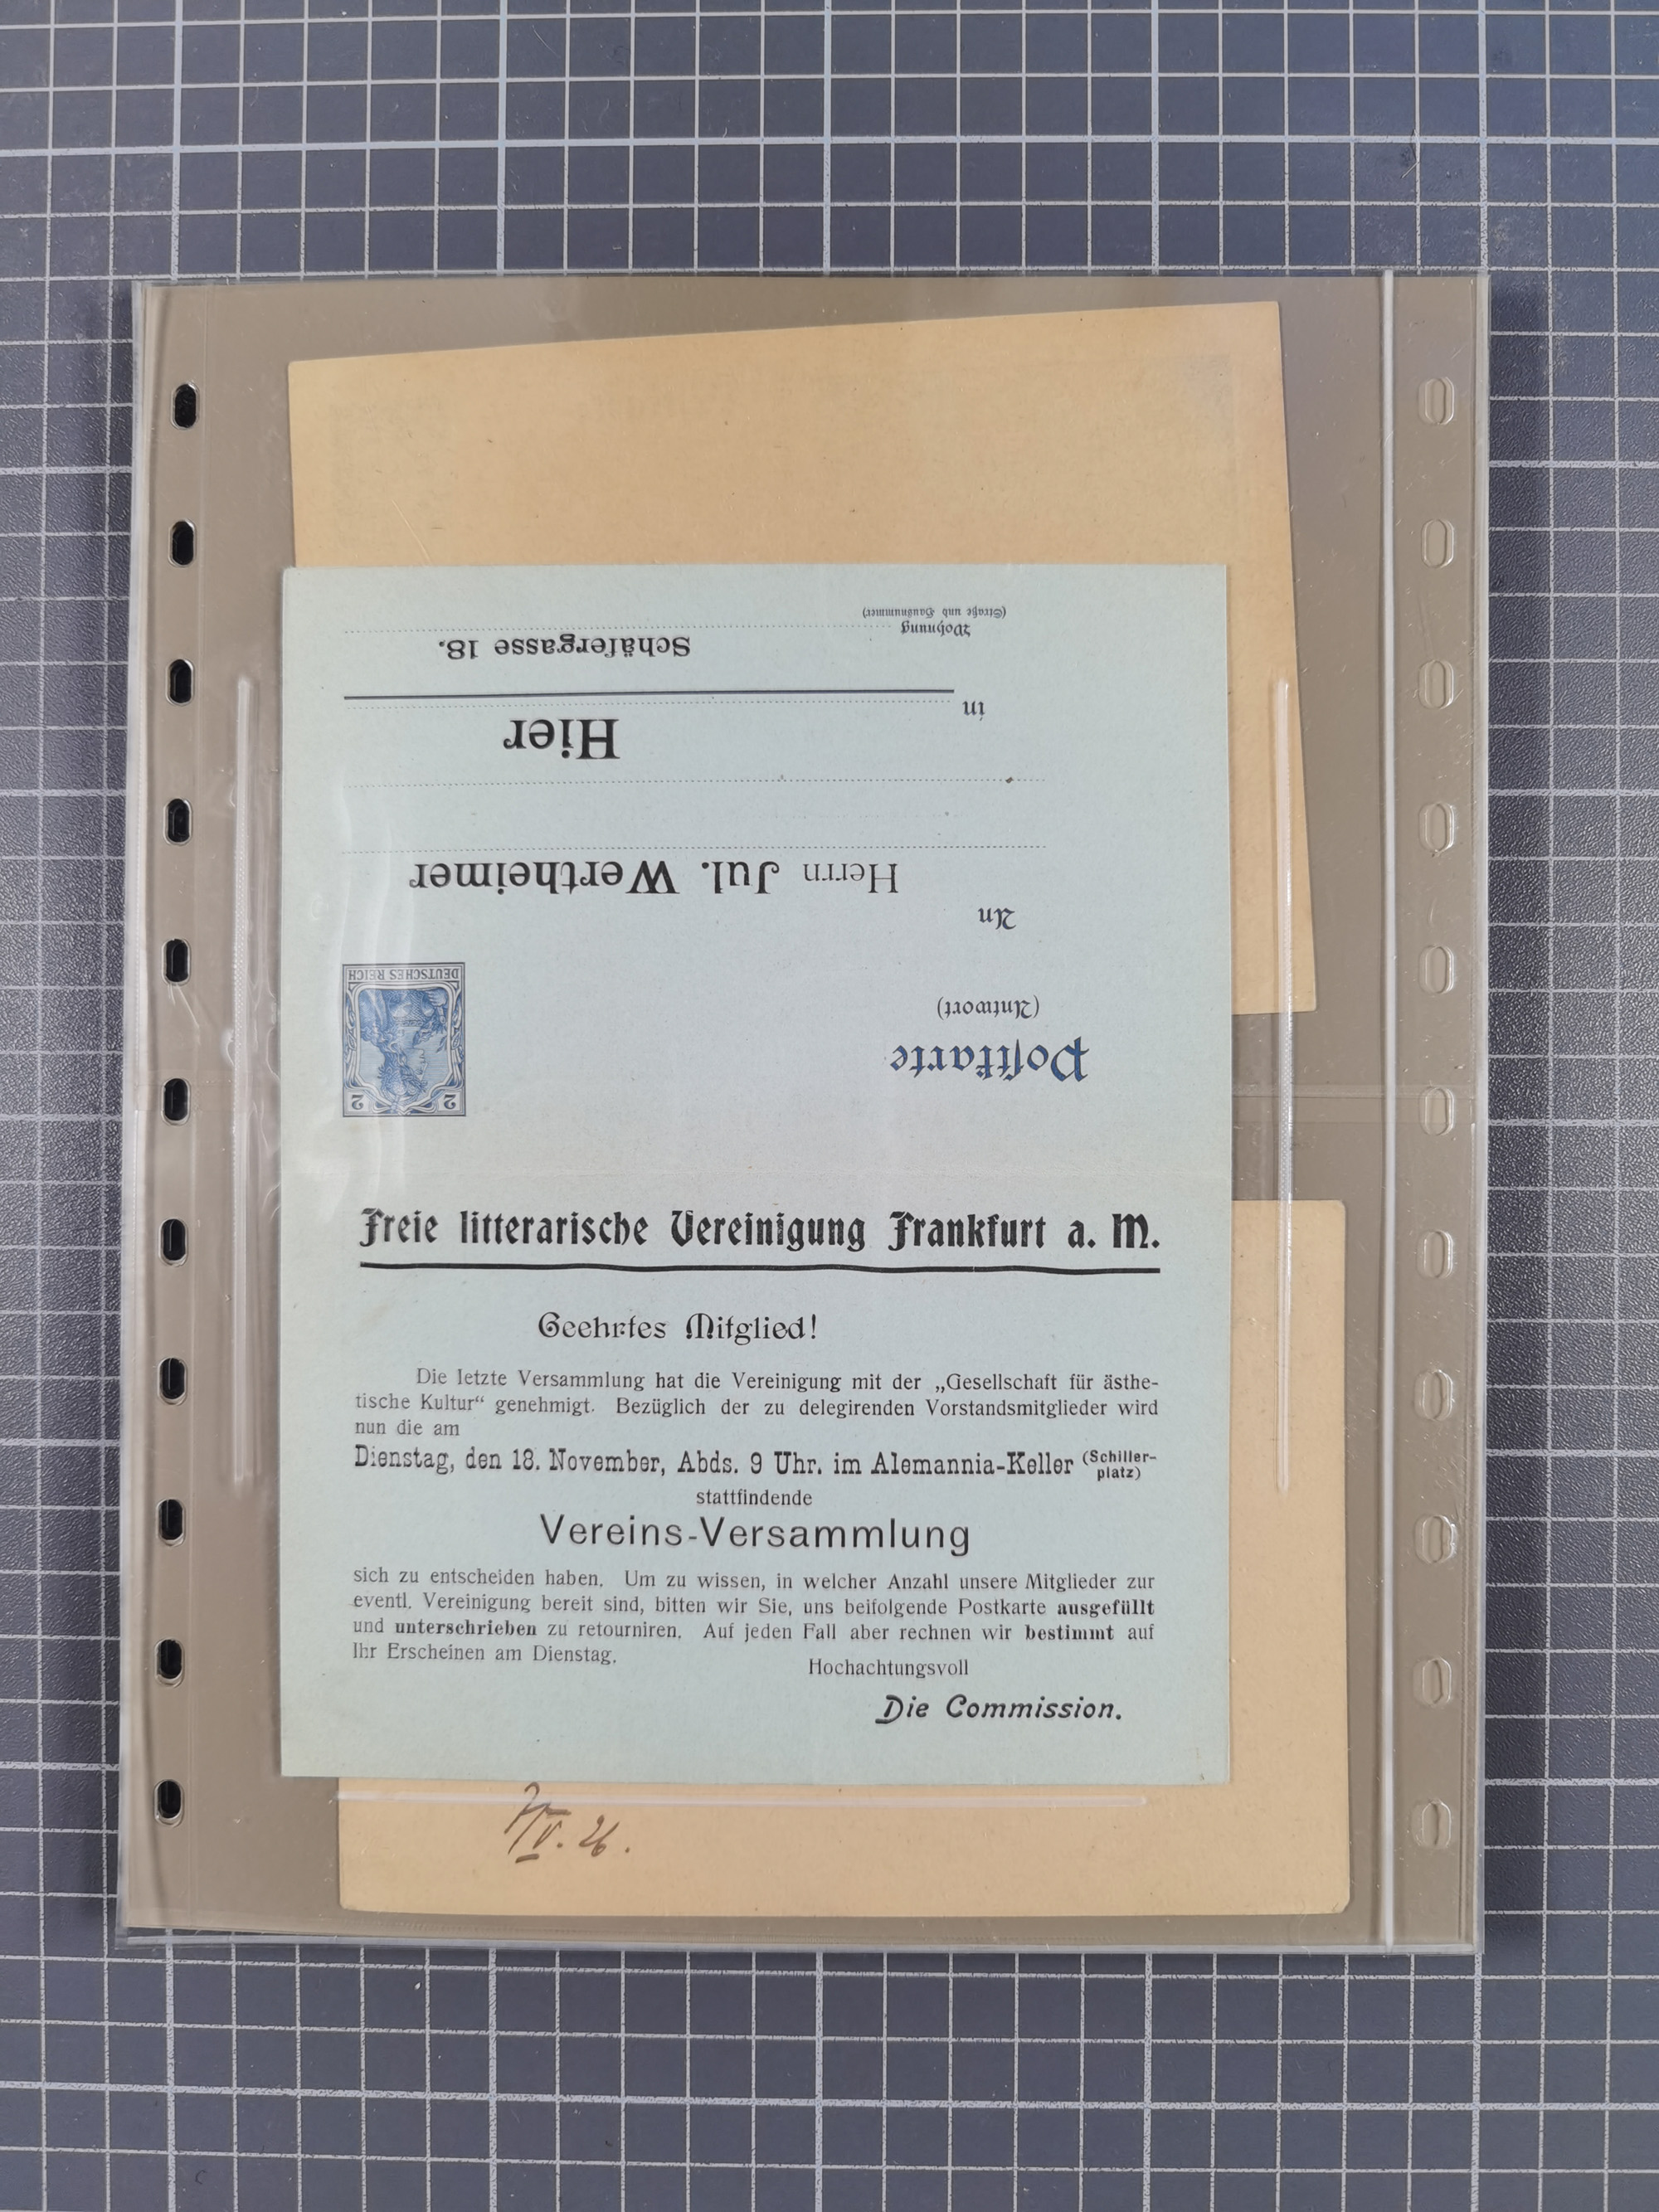 Postkarte
(Antwort)
2 2
DEUTSCHES REICH
An
Herrn Jul. Wertheimer
in Hier
Wohnung
(Straße und Hausnummer)
Schäfergasse 18.
Freie litterarische Vereinigung Frankfurt a. M.
Geehrtes Mitglied!
Die letzte Versammlung hat die Vereinigung mit der „Gesellschaft für ästhe-
tische Kultur“ genehmigt. Bezüglich der zu delegirenden Vorstandsmitglieder wird
nun die am
Dienstag, den 18. November, Abds. 9 Uhr. im Alemannia-Keller (Schiller-
platz)
stattfindende
Vereins-Versammlung
sich zu entscheiden haben. Um zu wissen, in welcher Anzahl unsere Mitglieder zur
eventl. Vereinigung bereit sind, bitten wir Sie, uns beifolgende Postkarte ausgefüllt
und unterschrieben zu retourniren. Auf jeden Fall aber rechnen wir bestimmt auf
Ihr Erscheinen am Dienstag.
Hochachtungsvoll
Die Commission.
26.